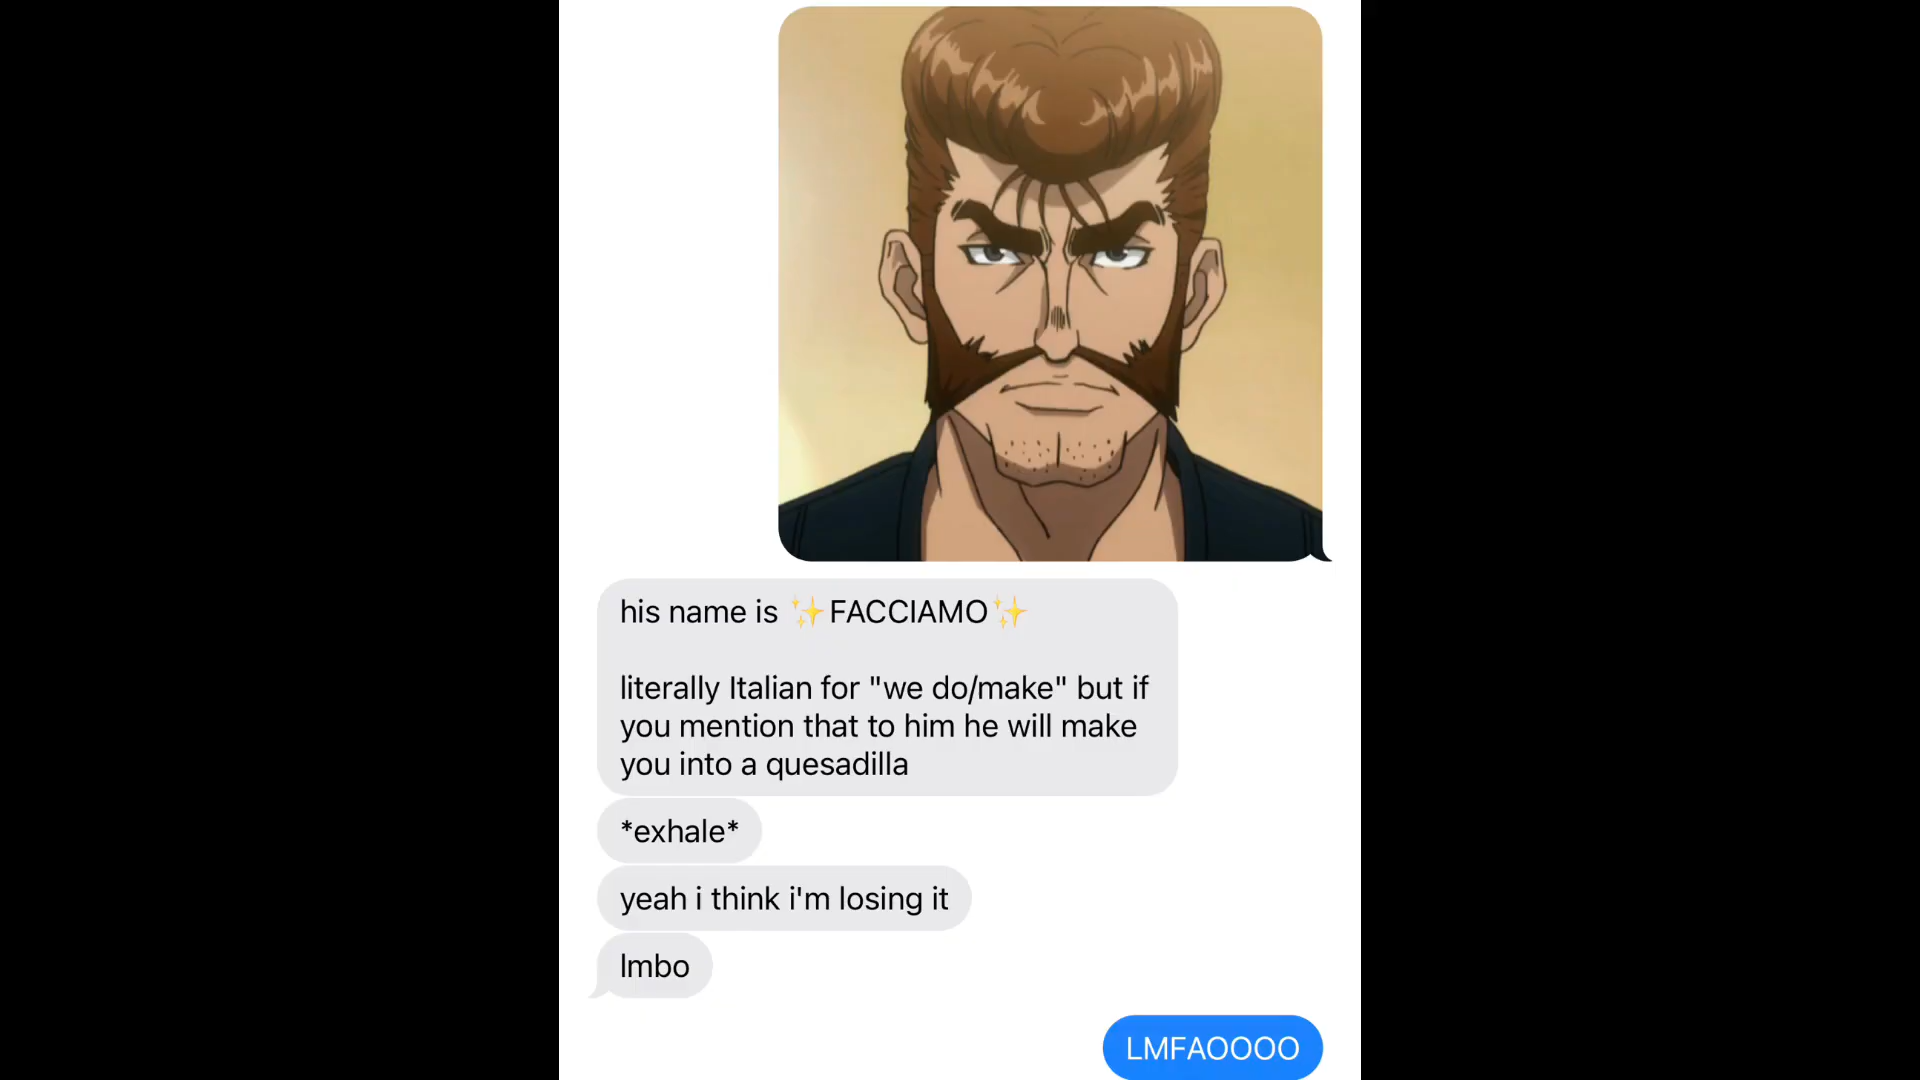 his name is ✨FACCIAMO✨
literally Italian for "we do/make" but if
you mention that to him he will make
you into a quesadilla
*exhale*
yeah i think i'm losing it
lmbo
LMFAOOOO